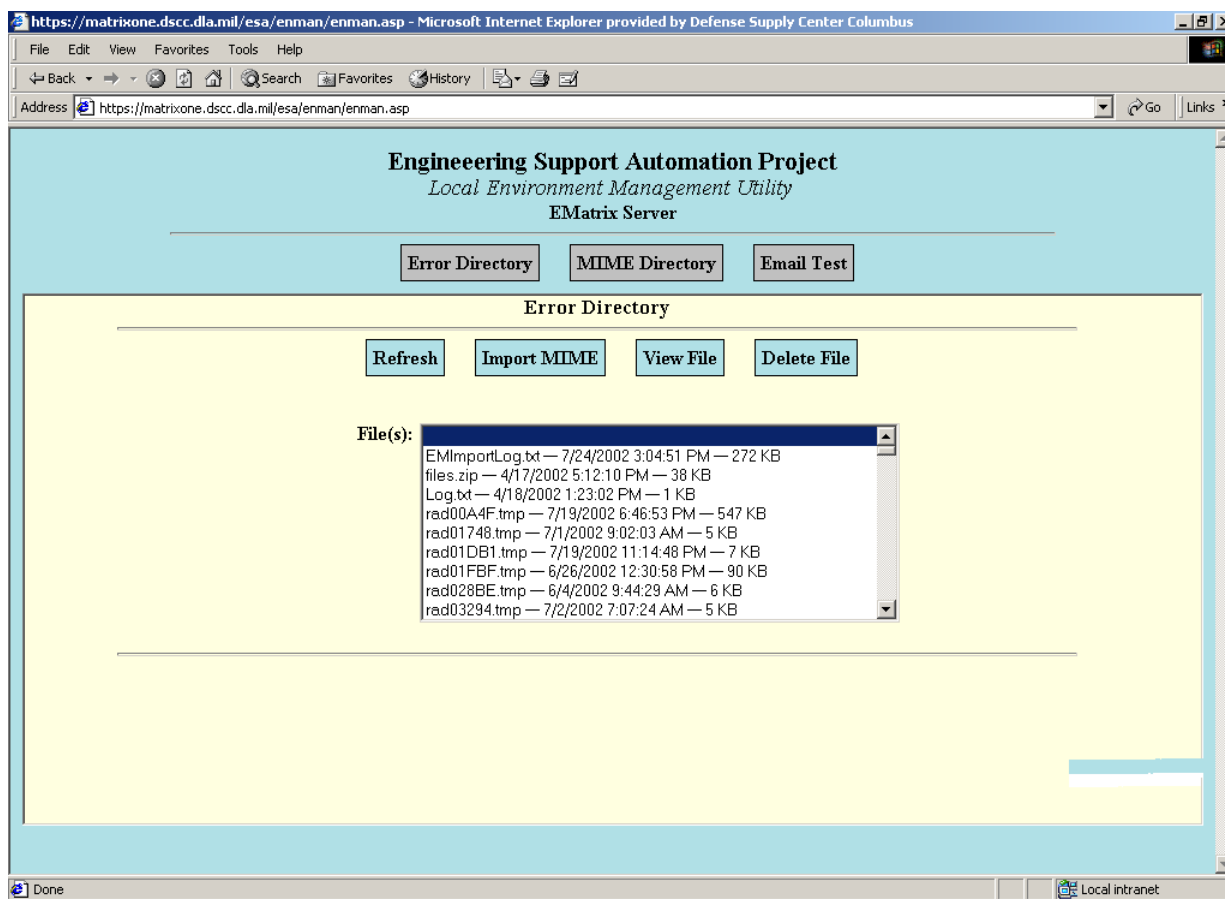 https://matrixone.dscc.dla.mil/esa/enman/enman.asp - Microsoft Internet Explorer provided by Defense Supply Center Columbus
File Edit View Favorites Tools Help
Back Search Favorites History
Address https://matrixone.dscc.dla.mil/esa/enman/enman.asp Go Links
Engineeering Support Automation Project
Local Environment Management Utility
EMatrix Server
Error Directory MIME Directory Email Test
Error Directory
Refresh Import MIME View File Delete File
File(s):
EMImportLog.txt — 7/24/2002 3:04:51 PM — 272 KB
files.zip — 4/17/2002 5:12:10 PM — 38 KB
Log.txt — 4/18/2002 1:23:02 PM — 1 KB
rad00A4F.tmp — 7/19/2002 6:46:53 PM — 547 KB
rad01748.tmp — 7/1/2002 9:02:03 AM — 5 KB
rad01DB1.tmp — 7/19/2002 11:14:48 PM — 7 KB
rad01FBF.tmp — 6/26/2002 12:30:58 PM — 90 KB
rad028BE.tmp — 6/4/2002 9:44:29 AM — 6 KB
rad03294.tmp — 7/2/2002 7:07:24 AM — 5 KB
Done Local intranet